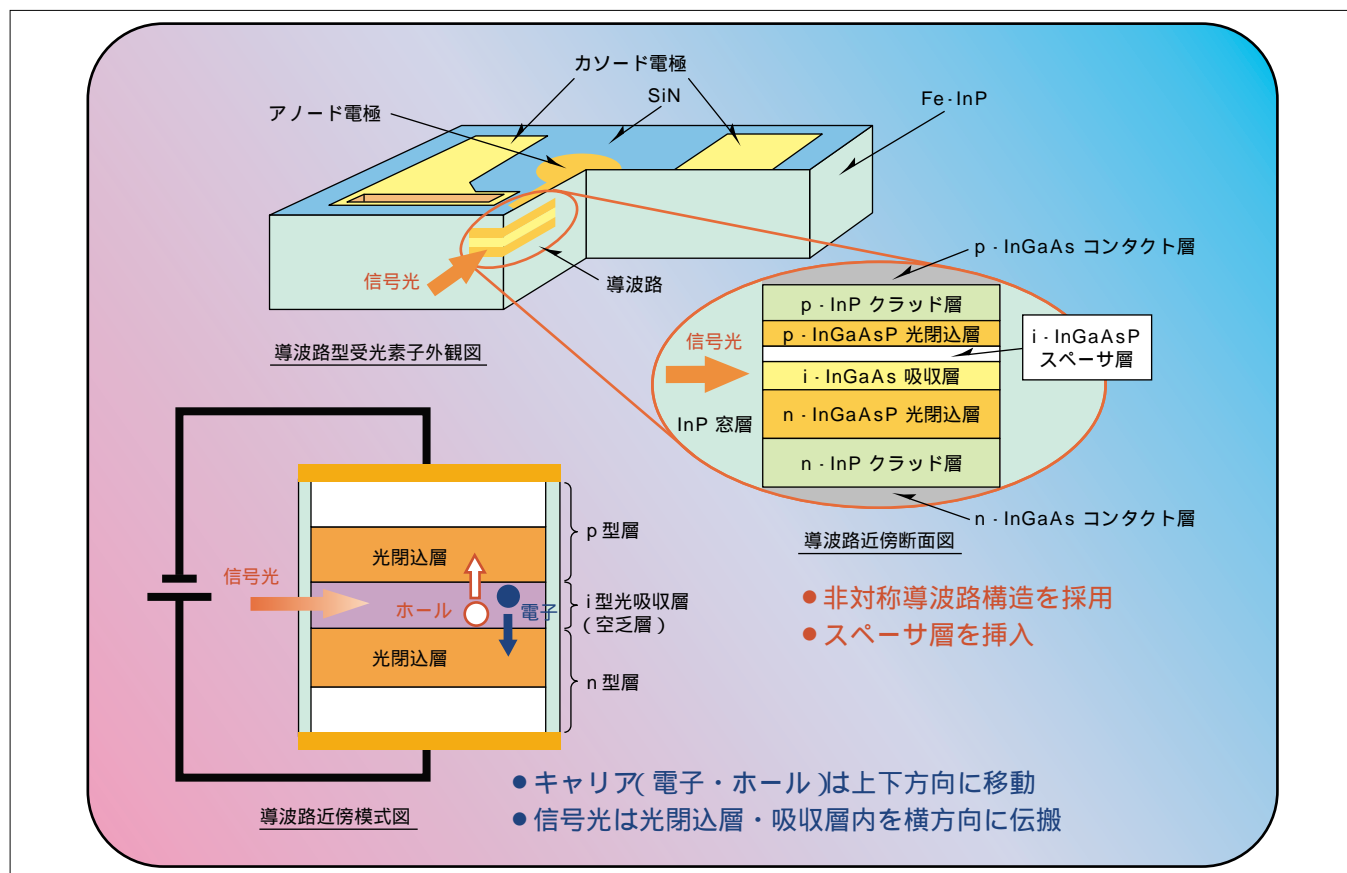 カソード電極
SiN
アノード電極
Fe-InP
信号光
導波路
導波路型受光素子外観図
p-InGaAs コンタクト層
p-InP クラッド層
p-InGaAsP 光閉込層
i-InGaAsP
スペーサ層
信号光
i-InGaAs 吸収層
InP 窓層
n-InGaAsP 光閉込層
n-InP クラッド層
n-InGaAs コンタクト層
導波路近傍断面図
p型層
光閉込層
信号光
ホール
電子
i型光吸収層
(空乏層)
光閉込層
n型層
導波路近傍模式図
●非対称導波路構造を採用
●スペーサ層を挿入
●キャリア(電子・ホール)は上下方向に移動
●信号光は光閉込層・吸収層内を横方向に伝搬